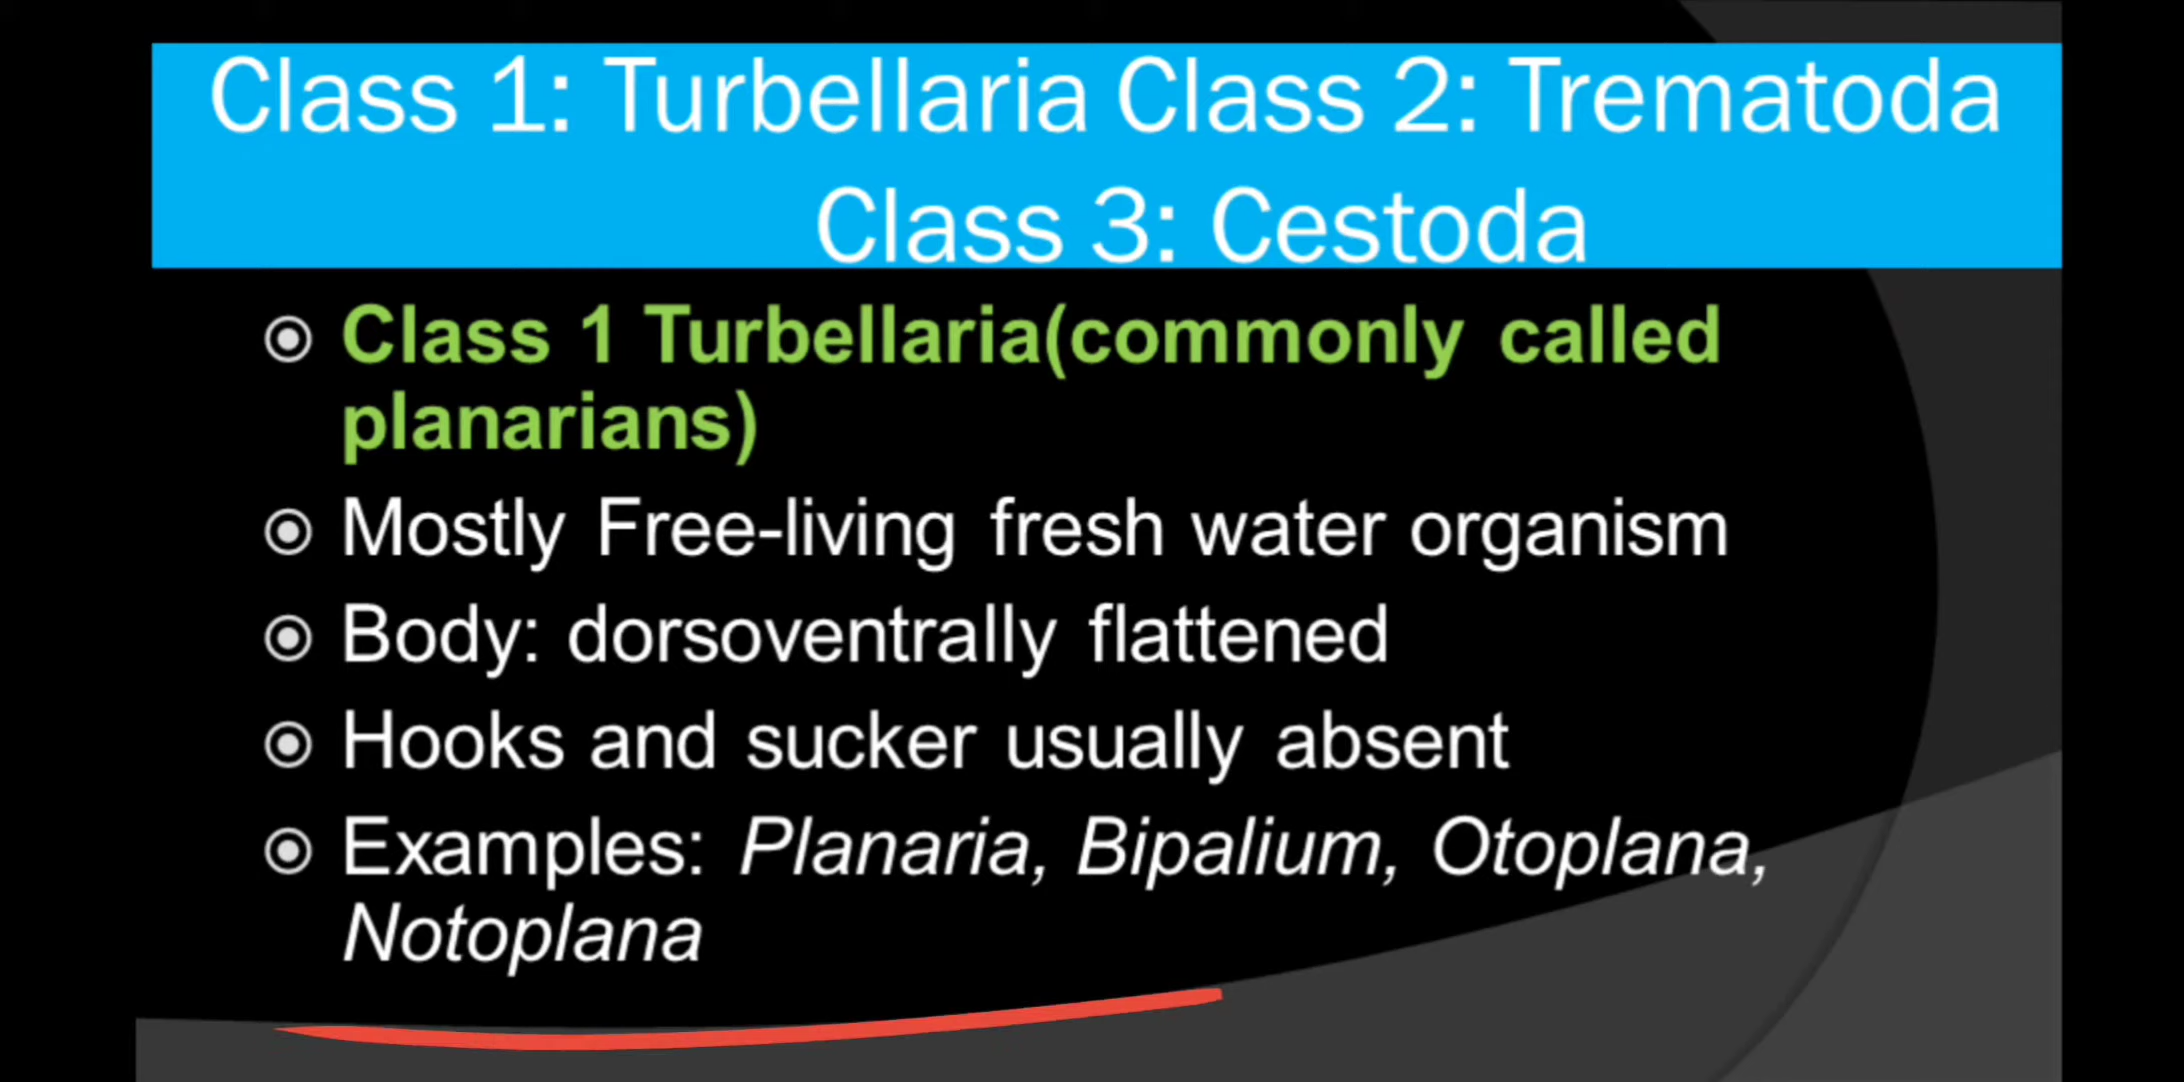 Class 1: Turbellaria Class 2: Trematoda
Class 3: Cestoda
Class 1 Turbellaria(commonly called
planarians)
Mostly Free-living fresh water organism
Body: dorsoventrally flattened
Hooks and sucker usually absent
Examples: Planaria, Bipalium, Otoplana,
Notoplana